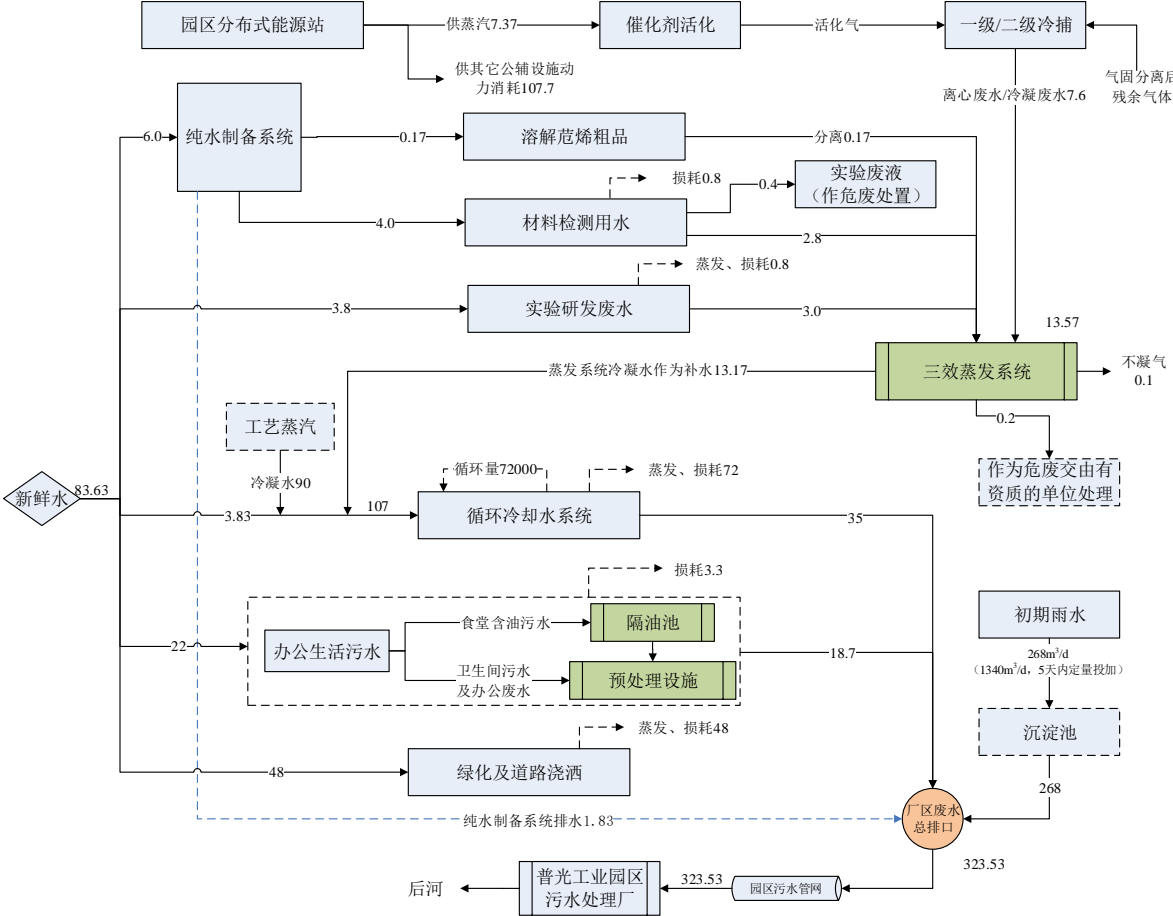 园区分布式能源站
供蒸汽7.37
催化剂活化
活化气
一级/二级冷捕
供其它公辅设施动
力消耗107.7
气固分离后
残余气体
离心废水/冷凝废水7.6
6.0
纯水制备系统
0.17
溶解苊烯粗品
分离0.17
损耗0.8
0.4
实验废液
（作危废处置）
4.0
材料检测用水
2.8
蒸发、损耗0.8
3.8
实验研发废水
3.0
13.57
蒸发系统冷凝水作为补水13.17
三效蒸发系统
不凝气
0.1
0.2
工艺蒸汽
作为危废交由有
资质的单位处理
冷凝水90
循环量72000
蒸发、损耗72
新鲜水
83.63
3.83
107
循环冷却水系统
35
损耗3.3
22
办公生活污水
食堂含油污水
隔油池
卫生间污水
及办公废水
预处理设施
18.7
初期雨水
268m³/d
（1340m³/d，5天内定量投加）
沉淀池
268
蒸发、损耗48
48
绿化及道路浇洒
纯水制备系统排水1.83
厂区废水
总排口
323.53
后河
普光工业园区
污水处理厂
323.53
园区污水管网